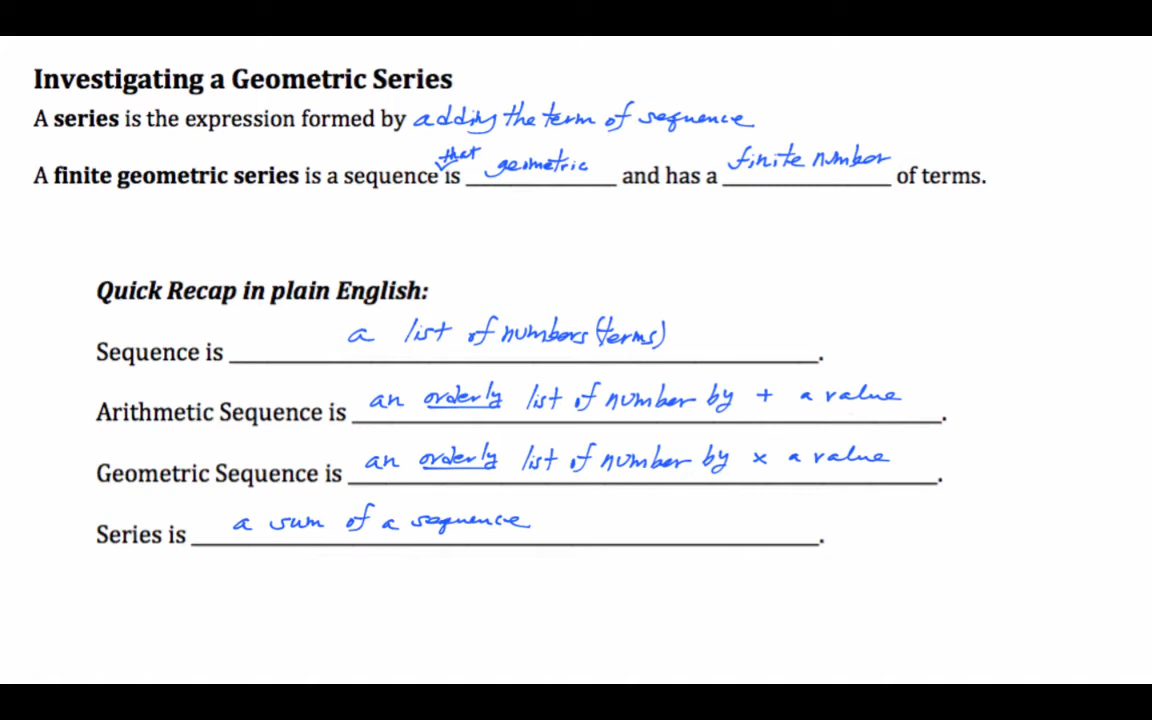 Investigating a Geometric Series
A series is the expression formed by adding the term of sequence
A finite geometric series is a sequence that is geometric and has a finite number of terms.
Quick Recap in plain English:
Sequence is a list of numbers (terms).
Arithmetic Sequence is an orderly list of number by + a value.
Geometric Sequence is an orderly list of number by x a value.
Series is a sum of a sequence.